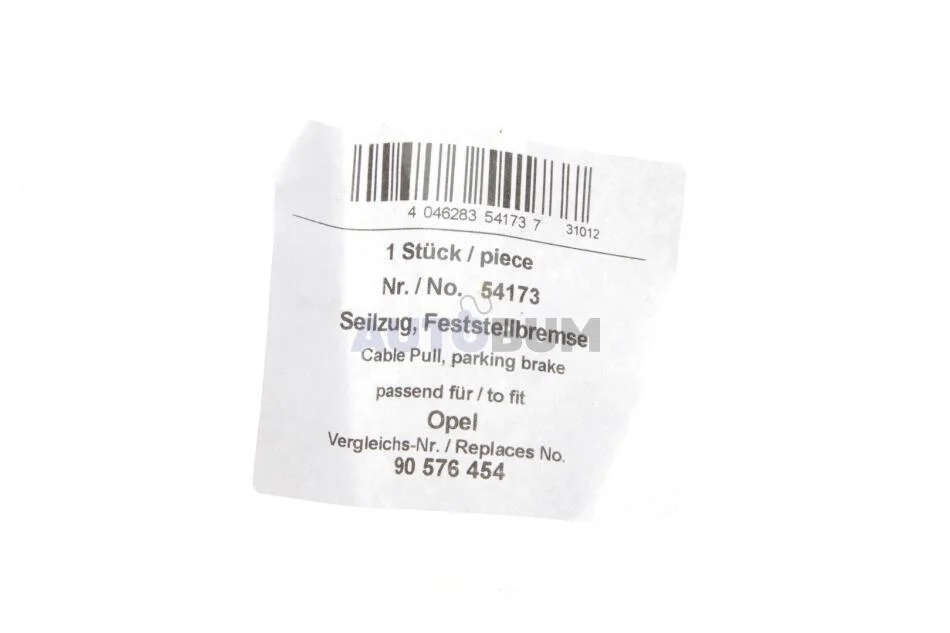 4 046283 54173 7
31012
1 Stück / piece
Nr. / No. 54173
Seilzug, Feststellbremse
AUTOBUM
Cable Pull, parking brake
passend für / to fit
Opel
Vergleichs-Nr. / Replaces No.
90 576 454